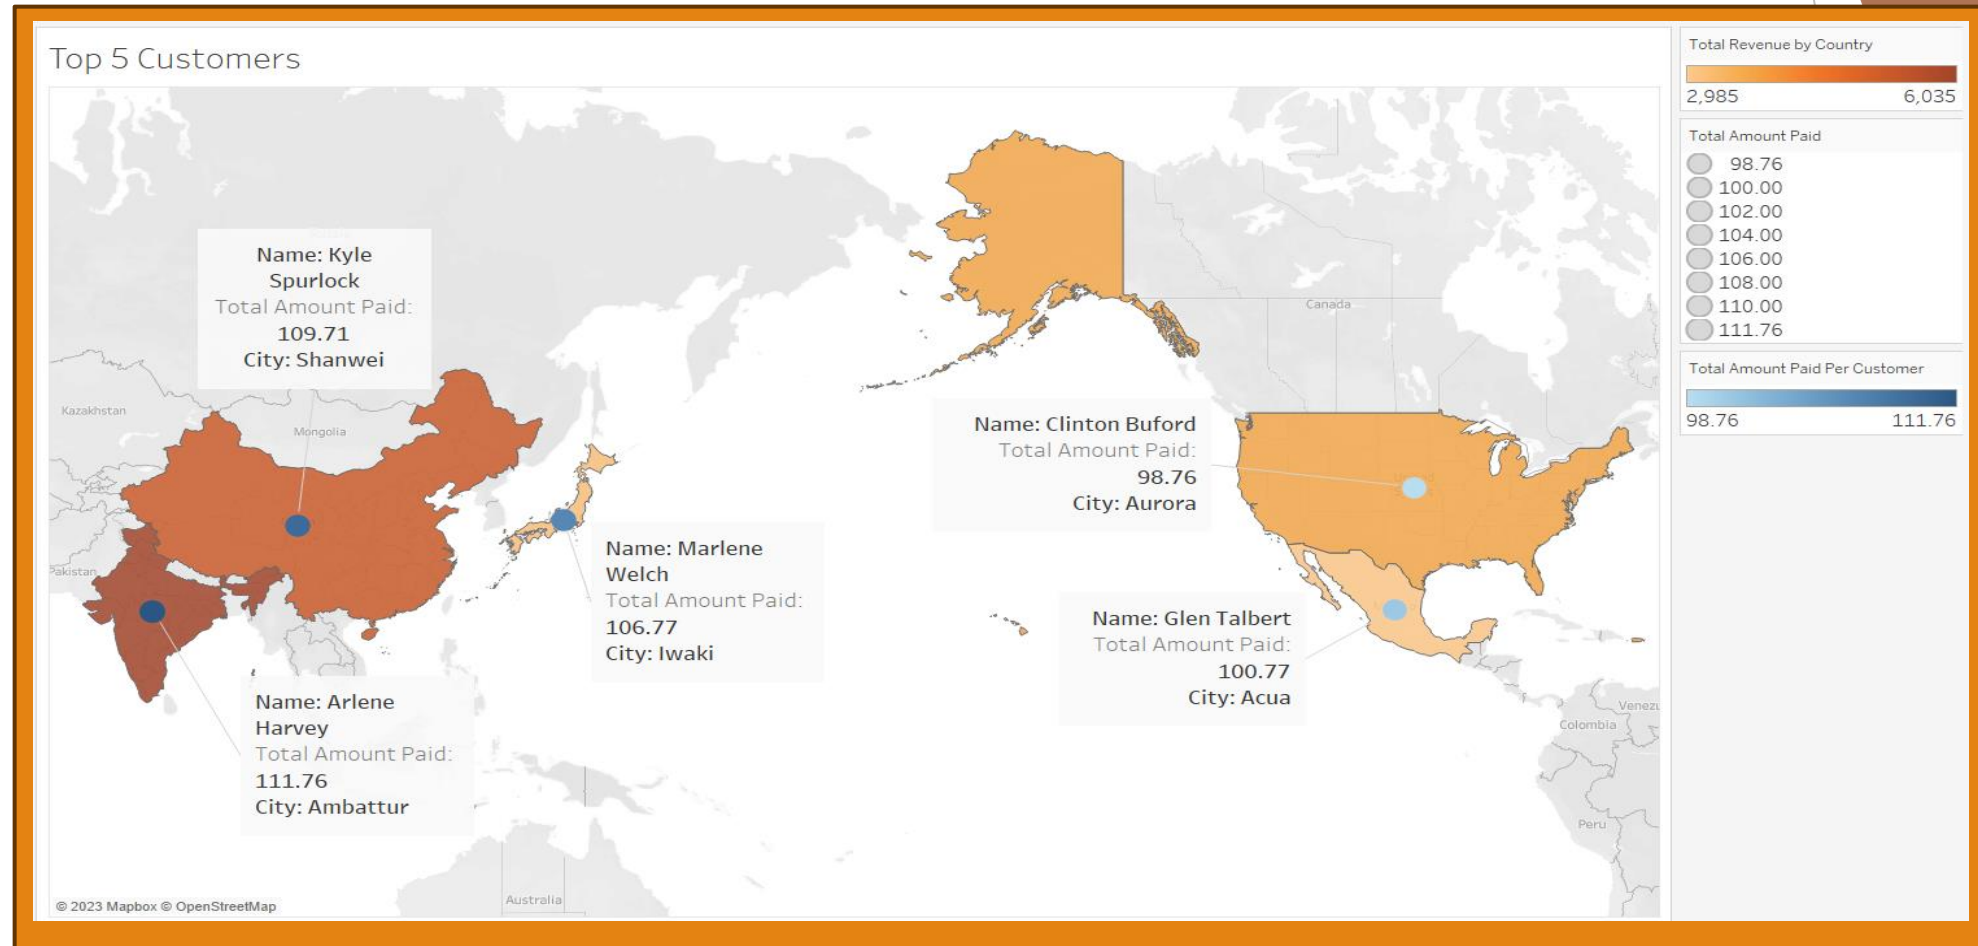 Top 5 Customers
Name: Kyle
Spurlock
Total Amount Paid:
109.71
City: Shanwei
Kazakhstan
Mongolia
Pakistan
Name: Marlene
Welch
Total Amount Paid:
106.77
City: Iwaki
Name: Arlene
Harvey
Total Amount Paid:
111.76
City: Ambattur
Canada
Name: Clinton Buford
Total Amount Paid:
98.76
City: Aurora
Name: Glen Talbert
Total Amount Paid:
100.77
City: Acua
Venezu
Colombia
Peru
Australia
© 2023 Mapbox © OpenStreetMap
Total Revenue by Country
2,985 6,035
Total Amount Paid
98.76
100.00
102.00
104.00
106.00
108.00
110.00
111.76
Total Amount Paid Per Customer
98.76 111.76